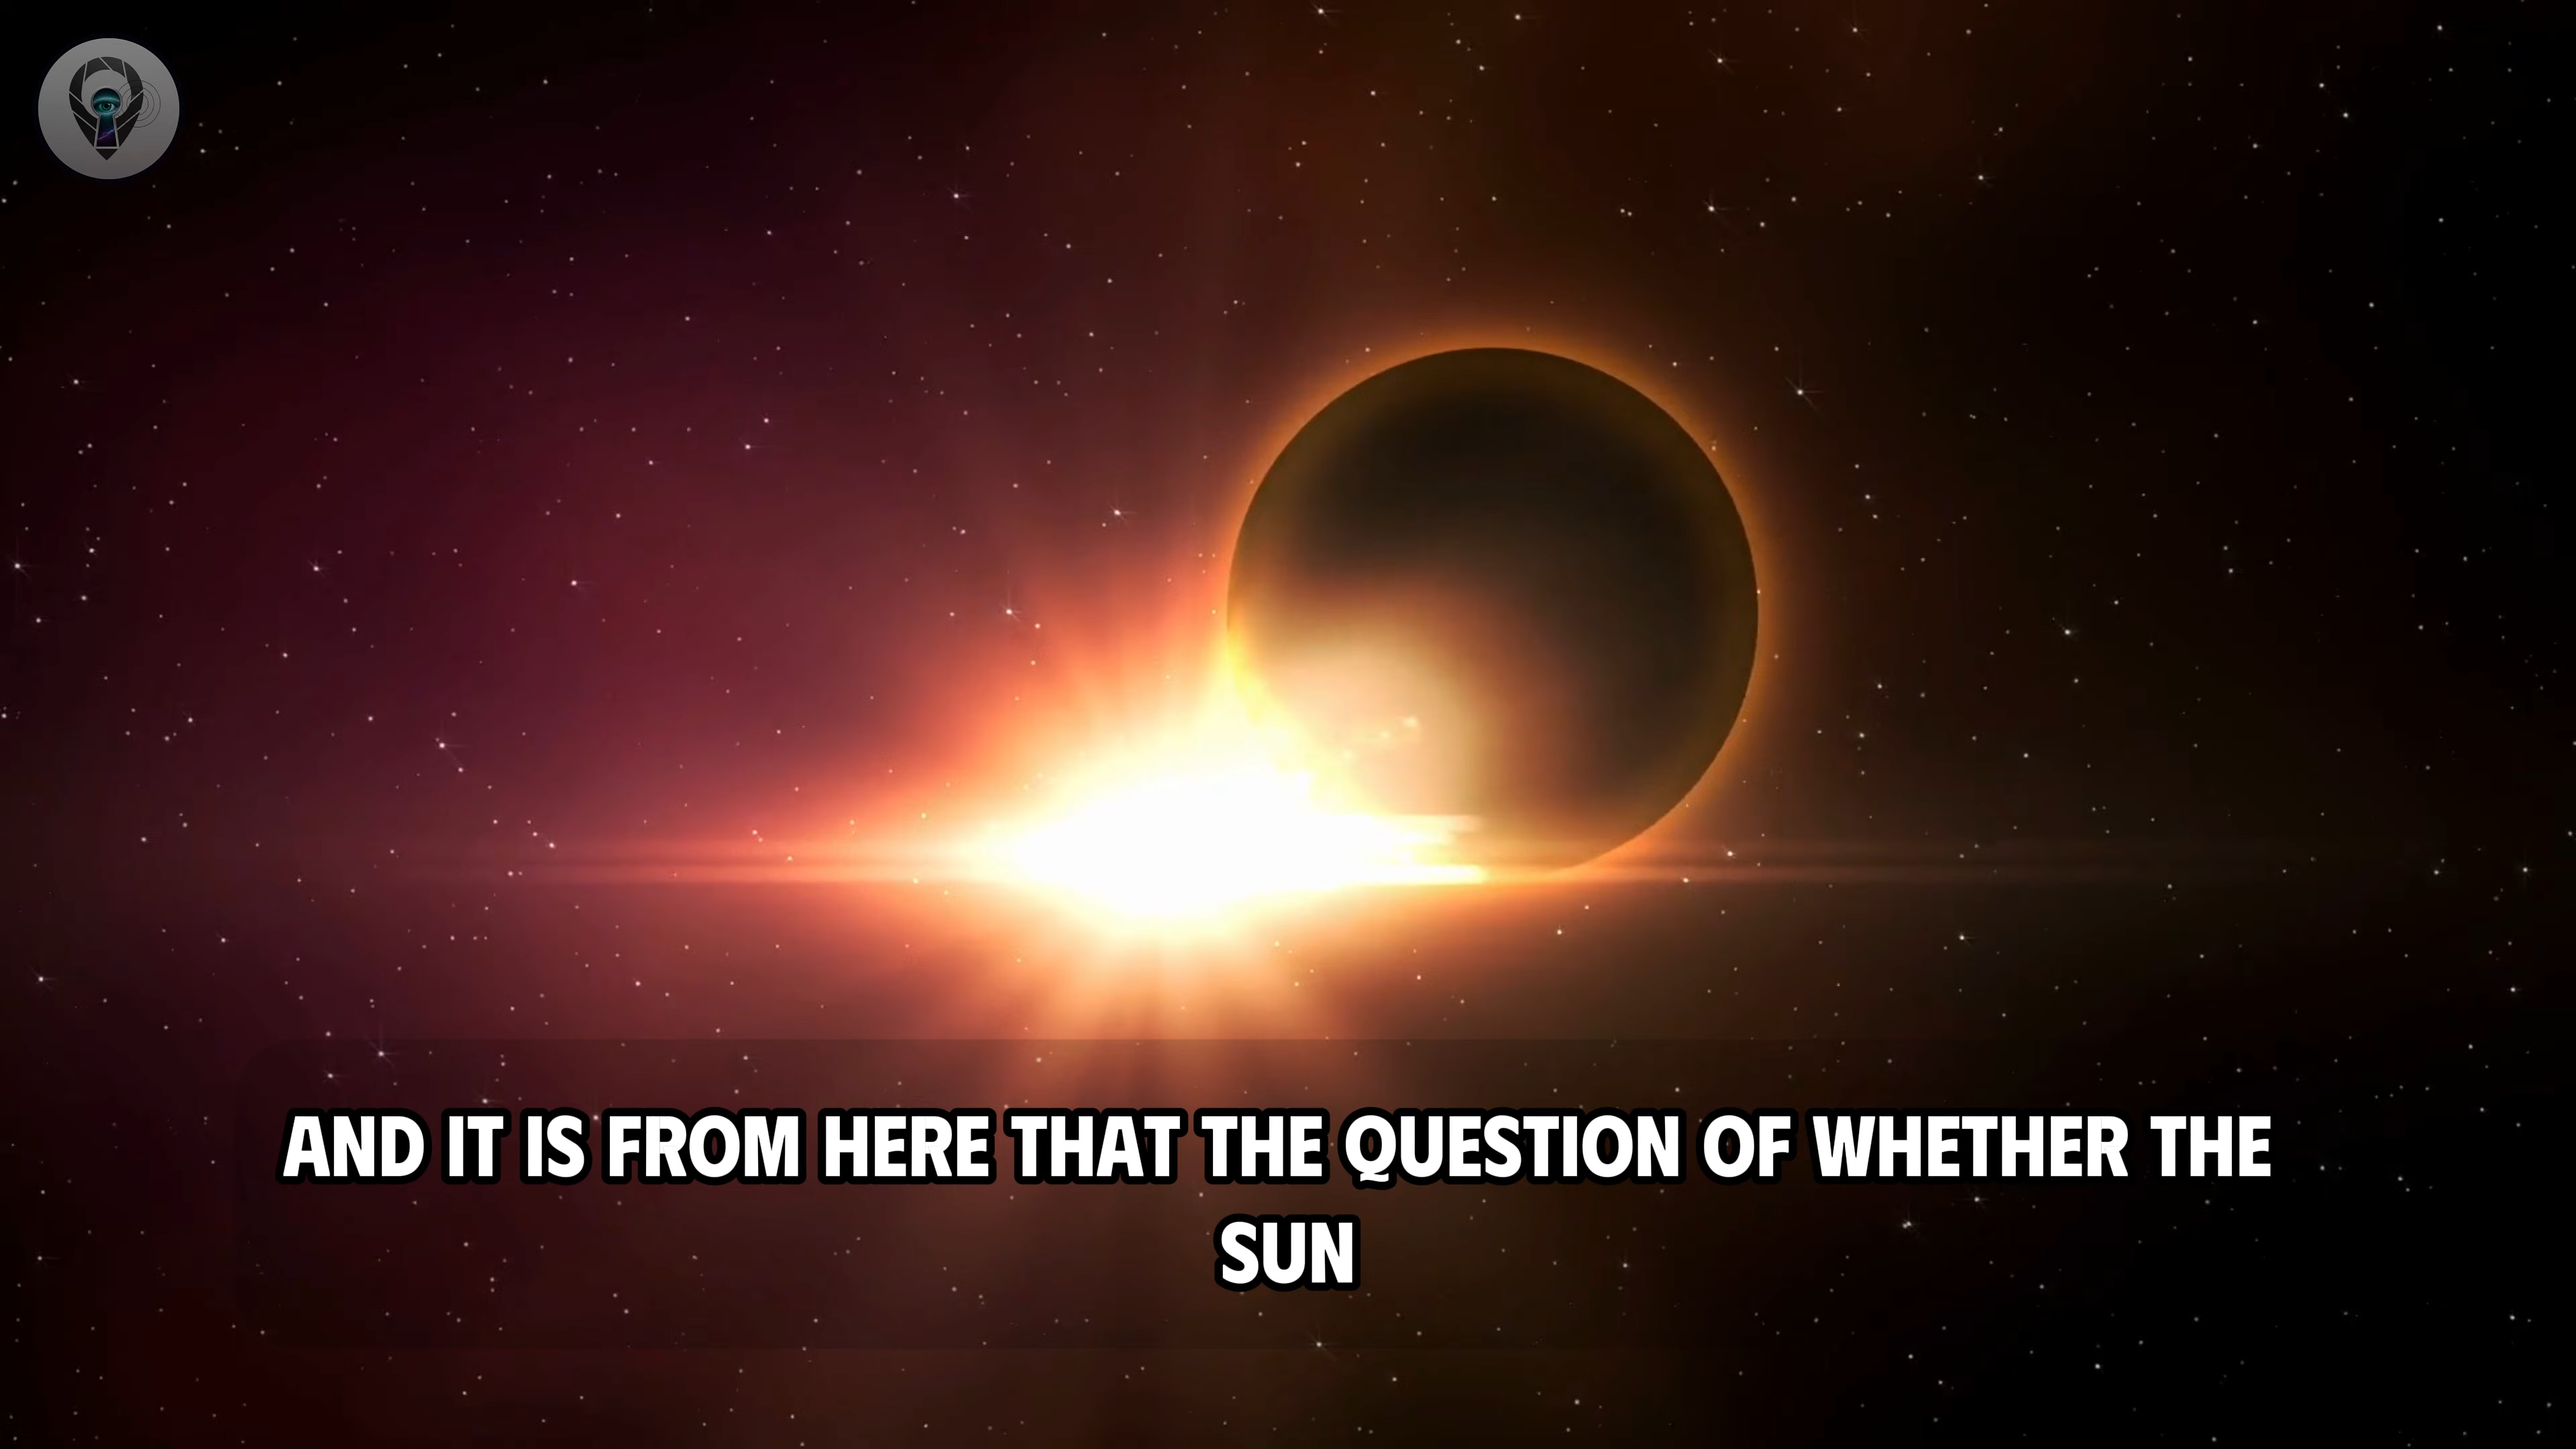 AND IT IS FROM HERE THAT THE QUESTION OF WHETHER THE
SUN